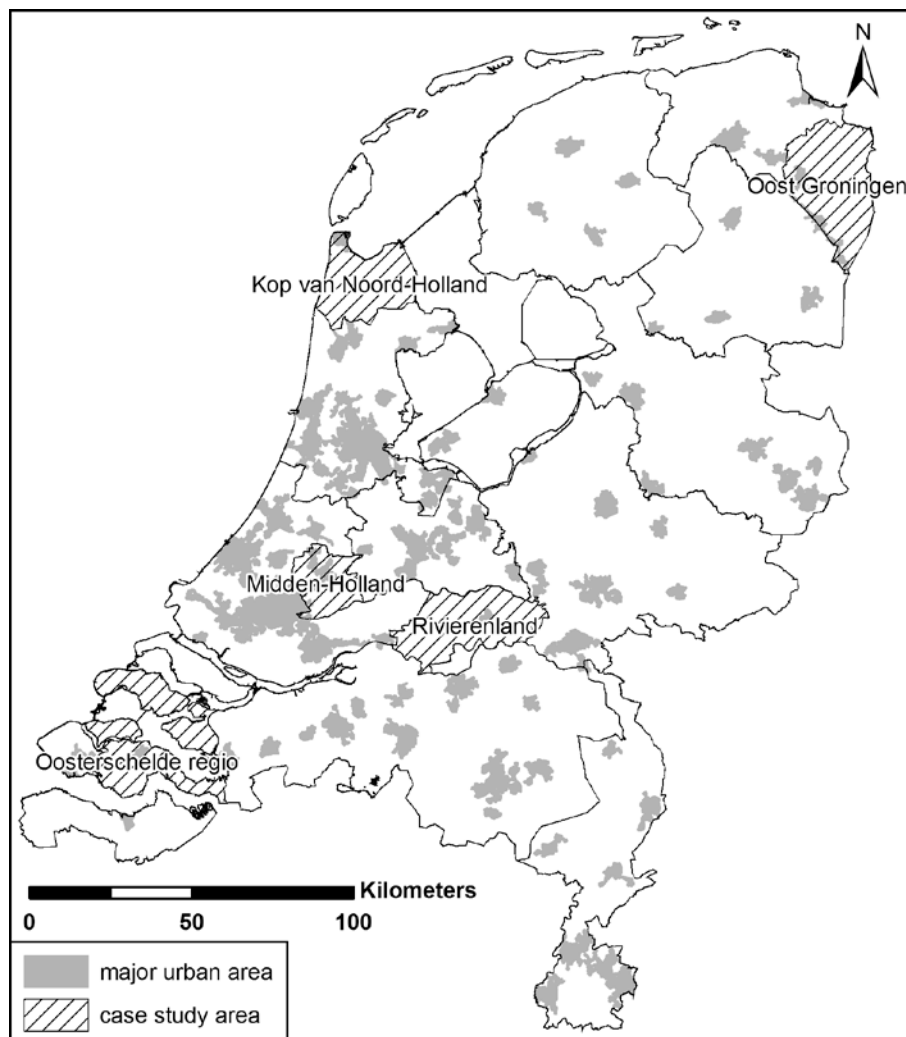 N
Oost Groningen
Kop van Noord-Holland
Midden-Holland
Rivierenland
Oosterschelde regio
Kilometers
0 50 100
major urban area
case study area